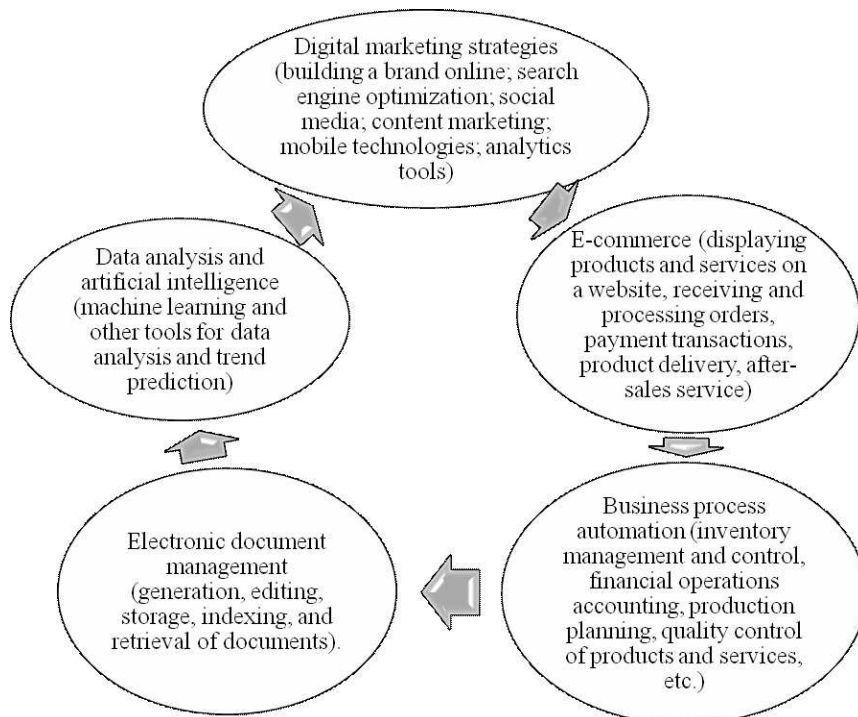 Digital marketing strategies
(building a brand online; search
engine optimization; social
media; content marketing;
mobile technologies; analytics
tools)
E-commerce (displaying
products and services on
a website, receiving and
processing orders,
payment transactions,
product delivery, after-
sales service)
Business process
automation (inventory
management and control,
financial operations
accounting, production
planning, quality control
of products and services,
etc.)
Electronic document
management
(generation, editing,
storage, indexing, and
retrieval of documents).
Data analysis and
artificial intelligence
(machine learning and
other tools for data
analysis and trend
prediction)